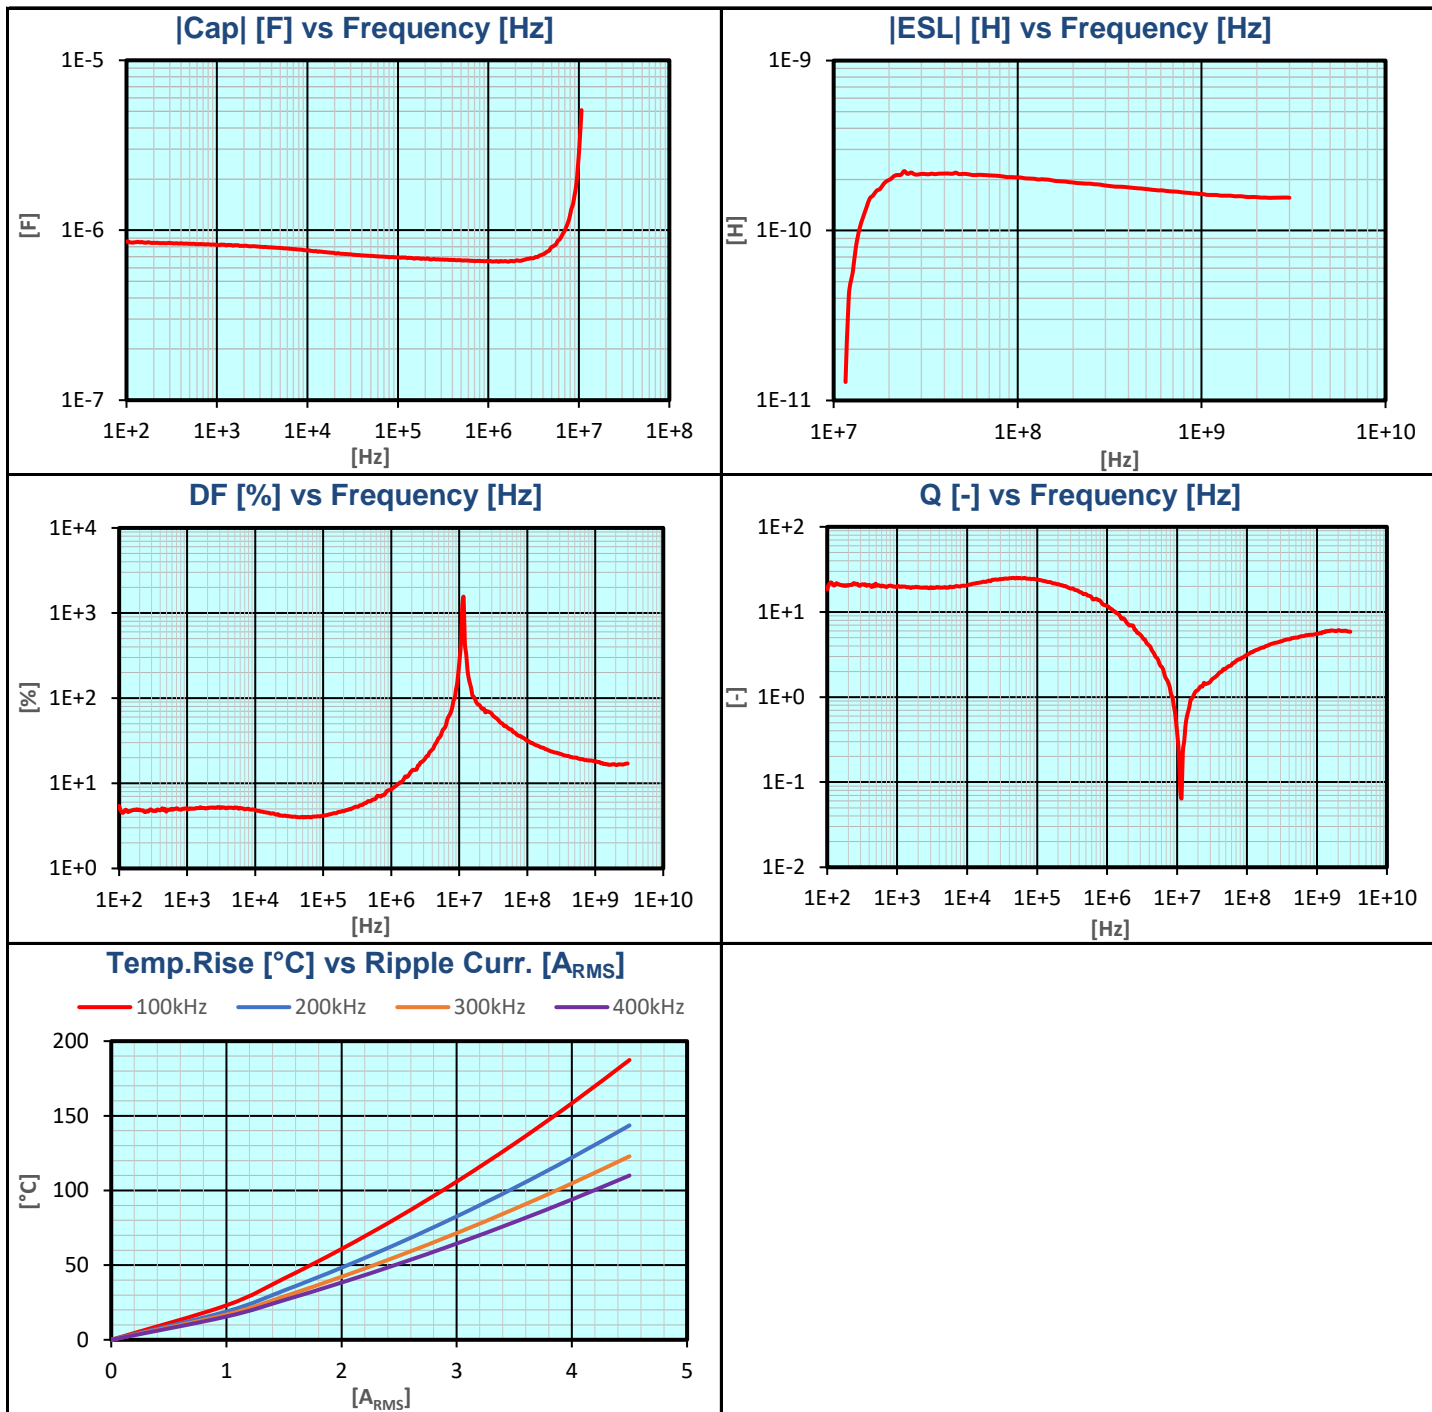 |Cap| [F] vs Frequency [Hz]
1E-5
1E-6
1E-7
[F]
1E+2 1E+3 1E+4 1E+5 1E+6 1E+7 1E+8
[Hz]
|ESL| [H] vs Frequency [Hz]
1E-9
1E-10
1E-11
[H]
1E+7 1E+8 1E+9 1E+10
[Hz]
DF [%] vs Frequency [Hz]
1E+4
1E+3
1E+2
1E+1
1E+0
[%]
1E+2 1E+3 1E+4 1E+5 1E+6 1E+7 1E+8 1E+9 1E+10
[Hz]
Q [-] vs Frequency [Hz]
1E+2
1E+1
1E+0
1E-1
1E-2
[-]
1E+2 1E+3 1E+4 1E+5 1E+6 1E+7 1E+8 1E+9 1E+10
[Hz]
Temp.Rise [°C] vs Ripple Curr. [ARMS]
100kHz 200kHz 300kHz 400kHz
200
150
100
50
0
[°C]
0 1 2 3 4 5
[ARMS]